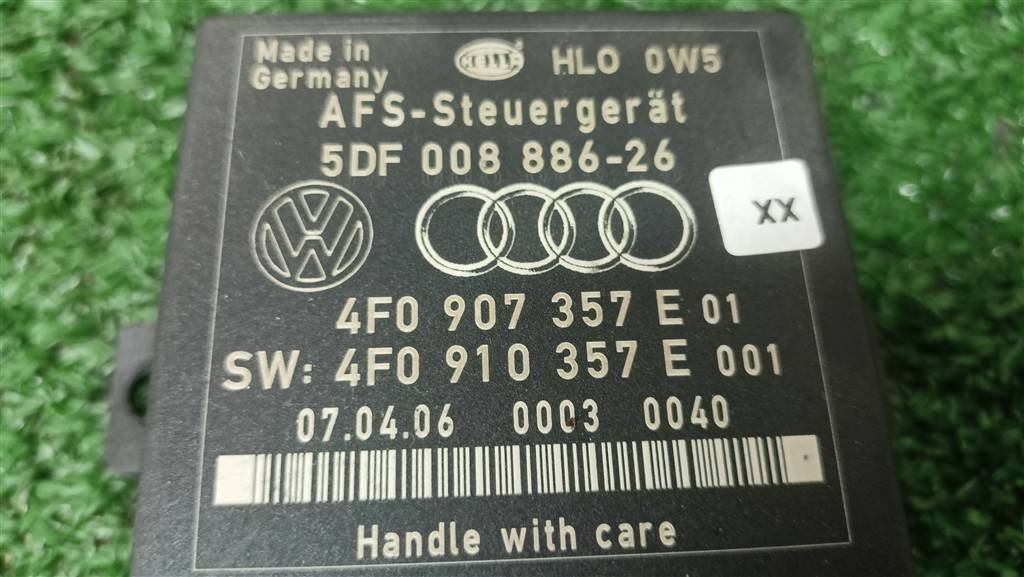 Made in
Germany
HELLA HLO 0W5
AFS-Steuergerät
5DF 008 886-26
XX
4F0 907 357 E 01
SW: 4F0 910 357 E 001
07.04.06 0003 0040
Handle with care